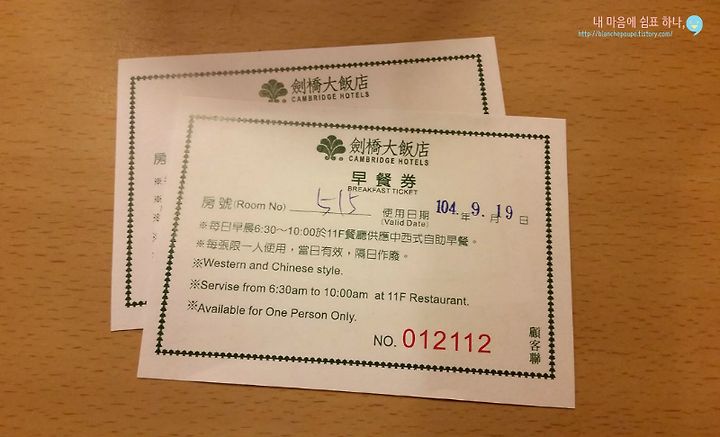 내 마음에 쉼표 하나,
http://blanchepaupe.tistory.com/
劍橋大飯店
CAMBRIDGE HOTELS
房
※
※
劍橋大飯店
CAMBRIDGE HOTELS
早餐券
BREAKFAST TICKET
房號(Room No) 515 使用日期(Valid Date) 104.年 9.月 19日
※每日早晨6:30～10:00於11F餐廳供應中西式自助早餐。
※每張限一人使用，當日有效，隔日作廢。
※Western and Chinese style.
※Servise from 6:30am to 10:00am at 11F Restaurant.
※Available for One Person Only.
NO. 012112
顧客聯